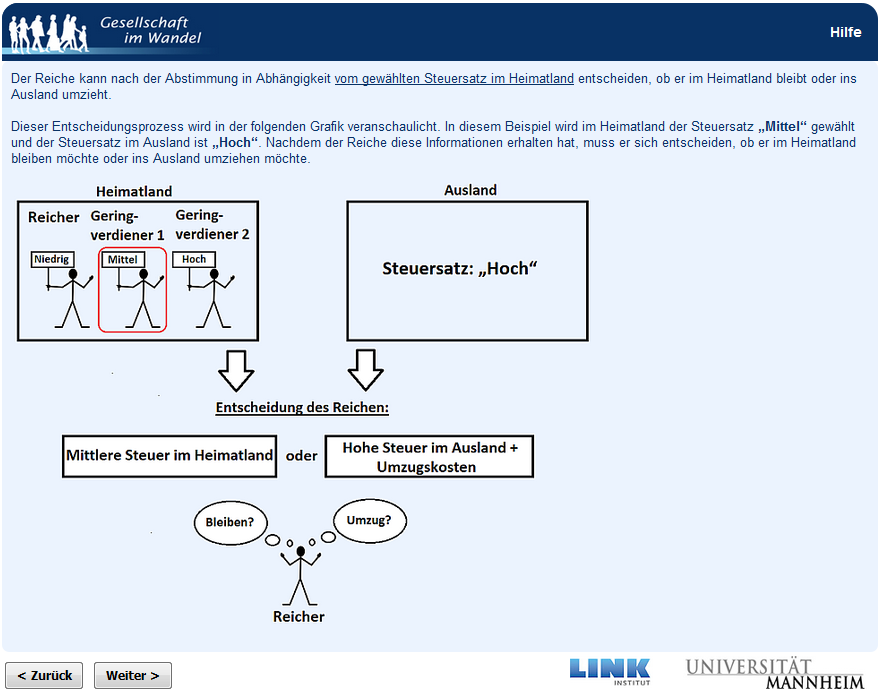 Gesellschaft
im Wandel
Hilfe
Der Reiche kann nach der Abstimmung in Abhängigkeit vom gewählten Steuersatz im Heimatland entscheiden, ob er im Heimatland bleibt oder ins
Ausland umzieht.
Dieser Entscheidungsprozess wird in der folgenden Grafik veranschaulicht. In diesem Beispiel wird im Heimatland der Steuersatz „Mittel“ gewählt
und der Steuersatz im Ausland ist „Hoch“. Nachdem der Reiche diese Informationen erhalten hat, muss er sich entscheiden, ob er im Heimatland
bleiben möchte oder ins Ausland umziehen möchte.
Heimatland
Reicher
Gering-
verdiener 1
Gering-
verdiener 2
Niedrig
Mittel
Hoch
Ausland
Steuersatz: „Hoch“
Entscheidung des Reichen:
Mittlere Steuer im Heimatland
oder
Hohe Steuer im Ausland +
Umzugskosten
Bleiben?
Umzug?
Reicher
< Zurück
Weiter >
LINK
INSTITUT
UNIVERSITÄT
MANNHEIM